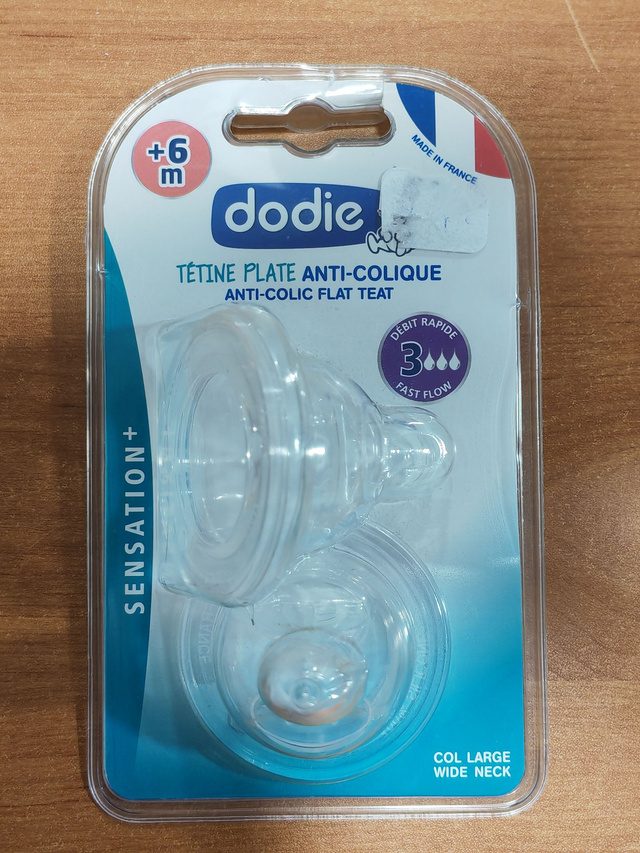 +6
m
MADE IN FRANCE
dodie
TÉTINE PLATE ANTI-COLIQUE
ANTI-COLIC FLAT TEAT
DÉBIT RAPIDE
3
FAST FLOW
SENSATION+
COL LARGE
WIDE NECK